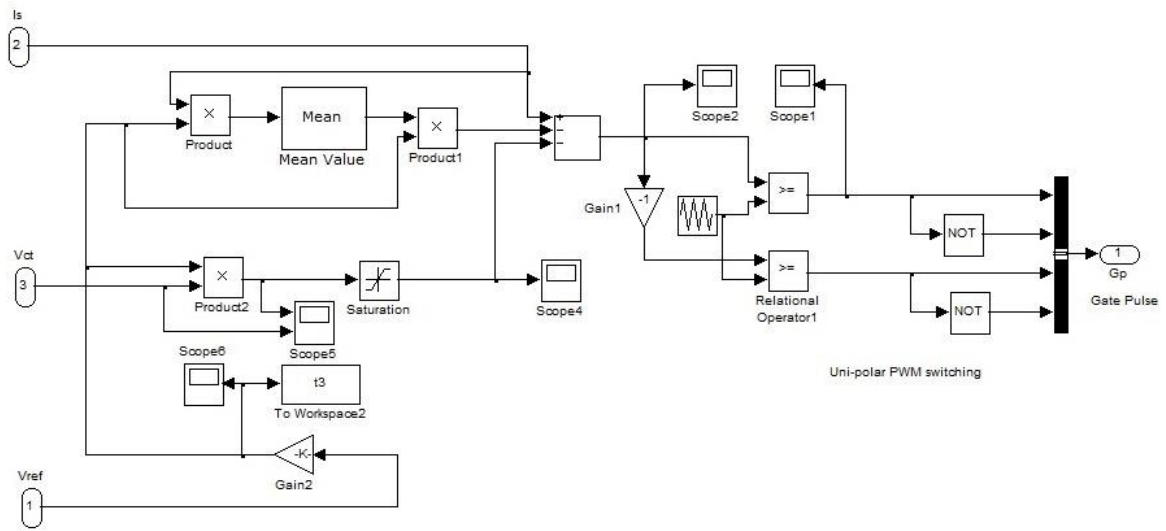 Is
2
×
Product
Mean
Mean Value
×
Product1
+
−
−
Scope2
Scope1
-1
Gain1
>=
NOT
>=
Relational
Operator1
NOT
1
Gp
Gate Pulse
Vct
3
×
Product2
Saturation
Scope4
Scope5
Scope6
t3
To Workspace2
Uni-polar PWM switching
-K-
Gain2
Vref
1